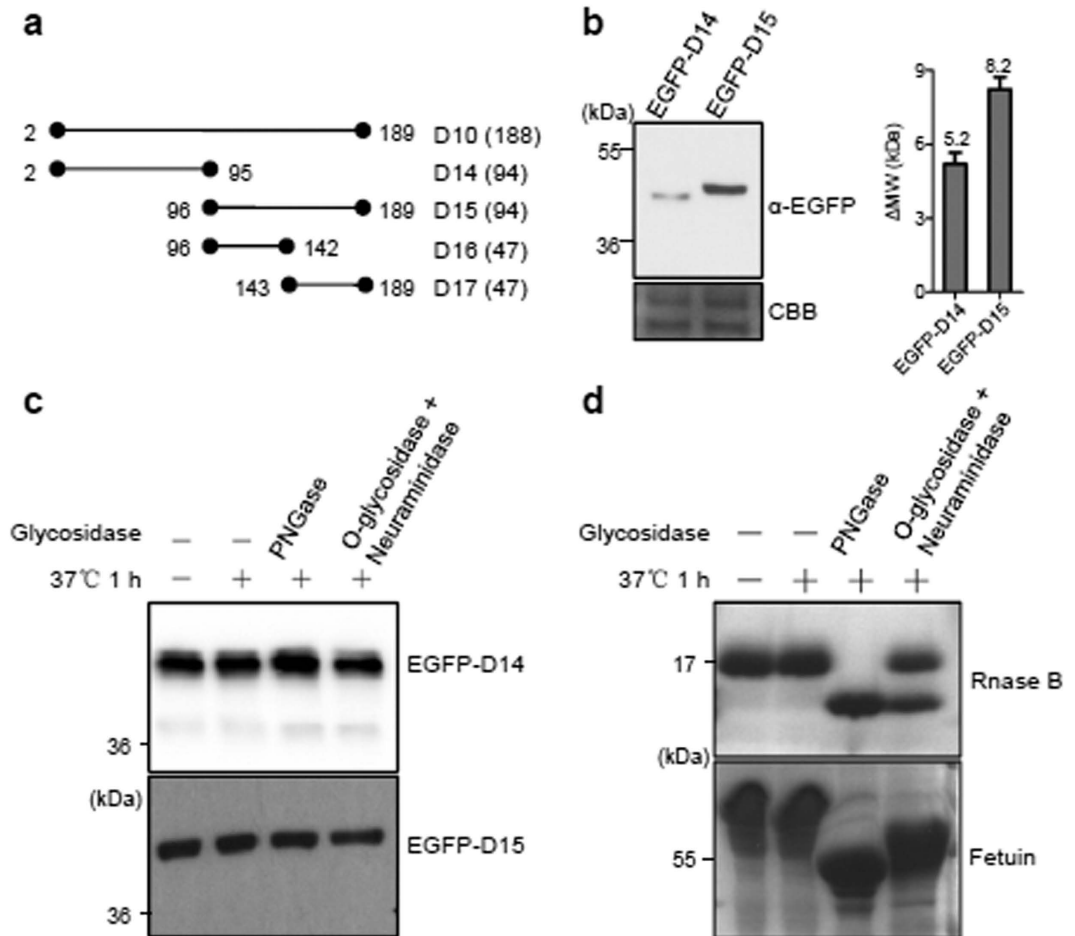 a
2 189 D10 (188)
2 95 D14 (94)
96 189 D15 (94)
96 142 D16 (47)
143 189 D17 (47)
b
EGFP-D14
EGFP-D15
(kDa)
55
36
α-EGFP
CBB
ΔMW (kDa)
9
6
3
0
5.2
8.2
EGFP-D14
EGFP-D15
c
Glycosidase — — PNGase O-glycosidase +
Neuraminidase
37℃ 1 h — + + +
EGFP-D14
36
(kDa)
EGFP-D15
36
d
Glycosidase — — PNGase O-glycosidase +
Neuraminidase
37℃ 1 h — + + +
17
Rnase B
(kDa)
55
Fetuin